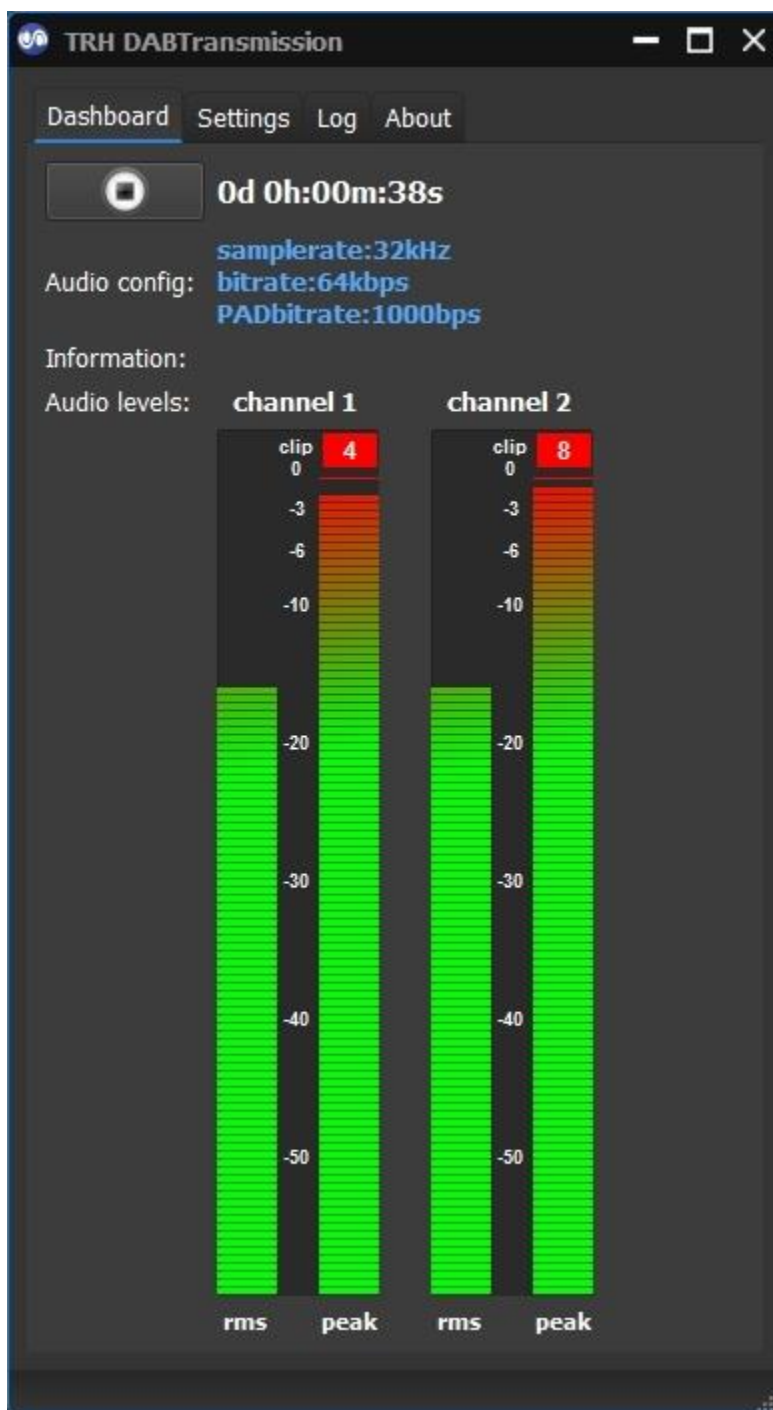 TRH DABTransmission
Dashboard Settings Log About
0d 0h:00m:38s
Audio config:
samplerate:32kHz
bitrate:64kbps
PADbitrate:1000bps
Information:
Audio levels: channel 1 channel 2
clip 4 clip 8
0 0
-3 -3
-6 -6
-10 -10
-20 -20
-30 -30
-40 -40
-50 -50
rms peak rms peak